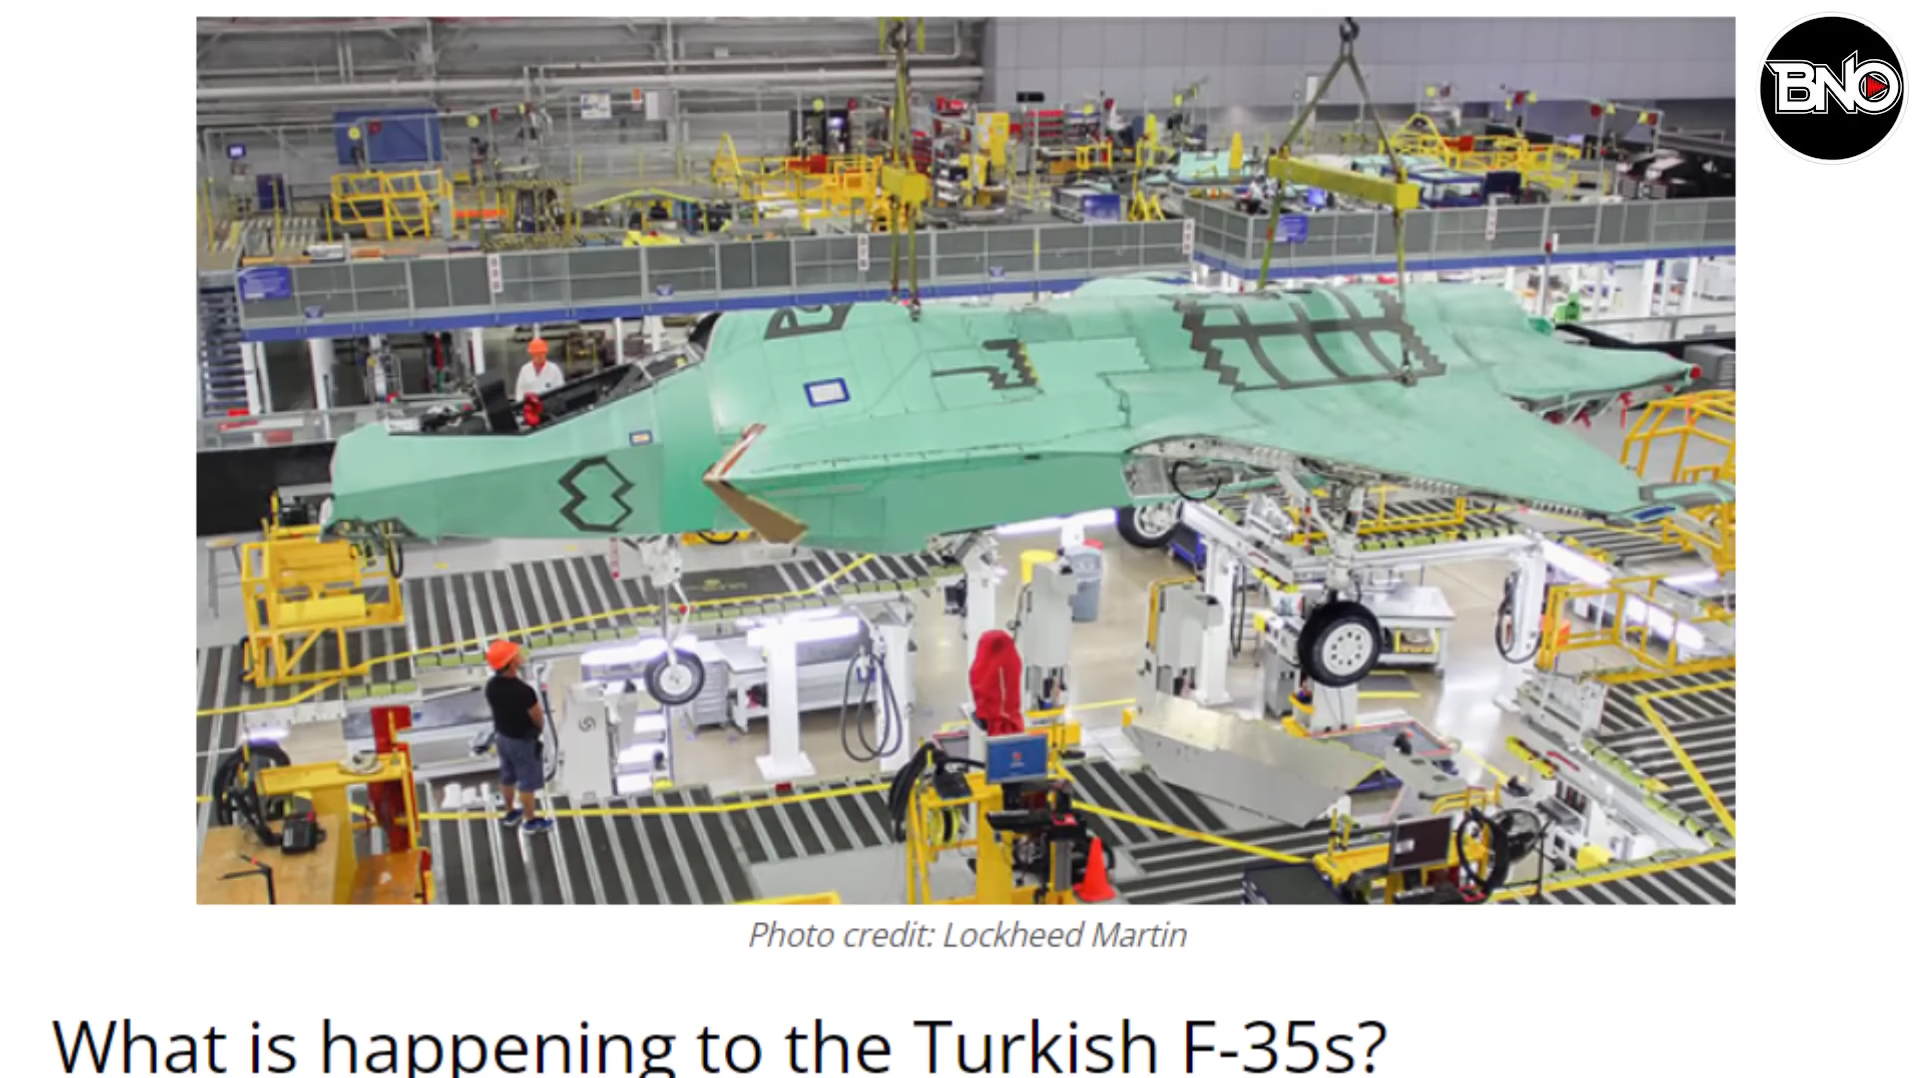 BNO
Photo credit: Lockheed Martin
What is happening to the Turkish F-35s?